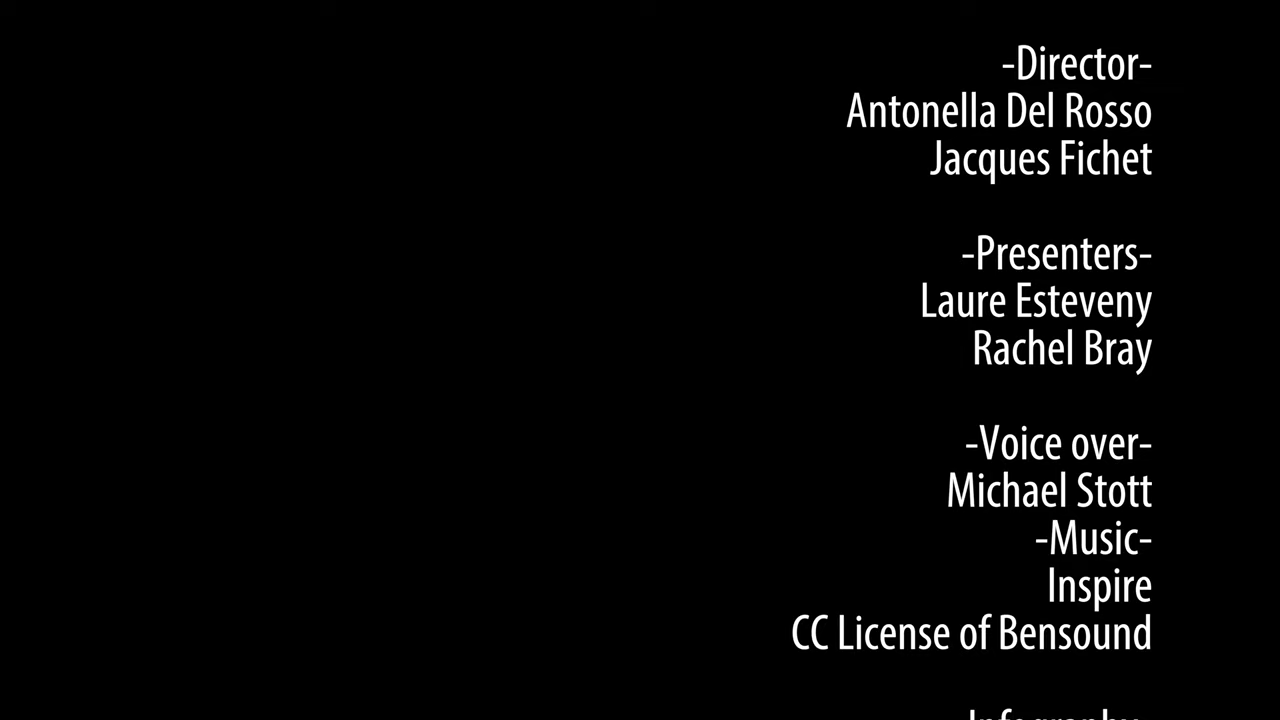 -Director-
Antonella Del Rosso
Jacques Fichet
-Presenters-
Laure Esteveny
Rachel Bray
-Voice over-
Michael Stott
-Music-
Inspire
CC License of Bensound